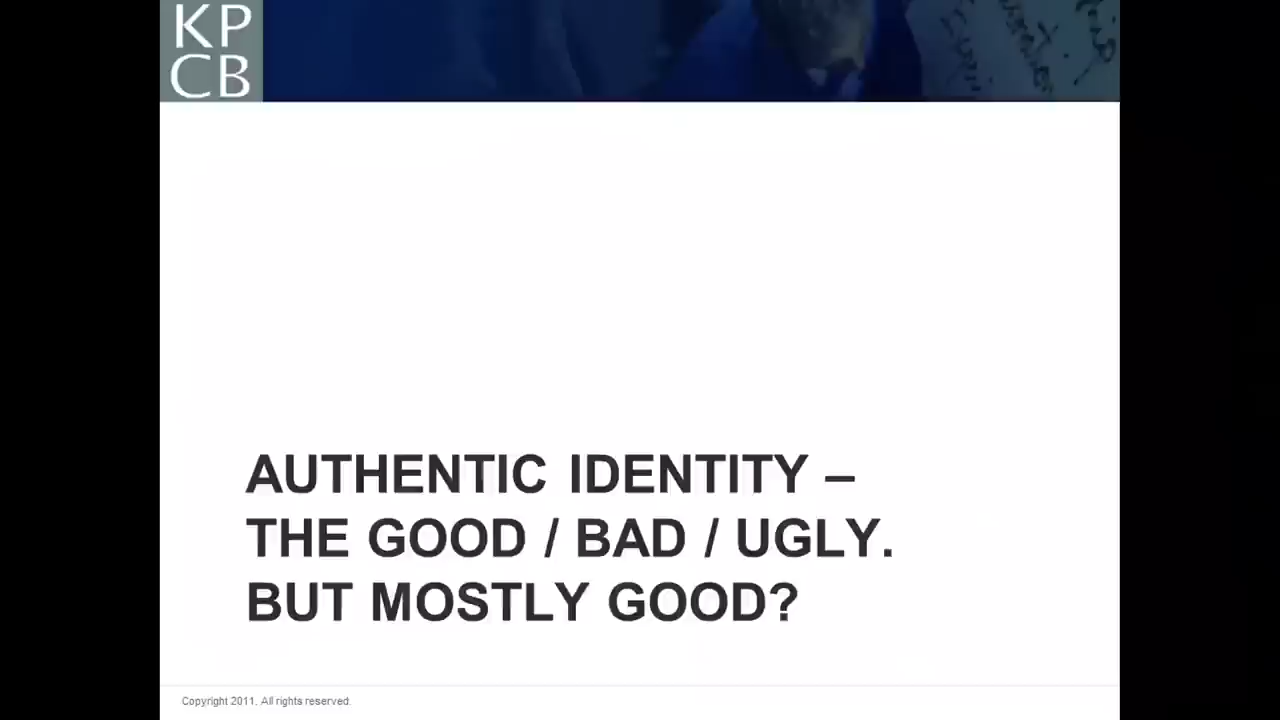 KP
CB
AUTHENTIC IDENTITY –
THE GOOD / BAD / UGLY.
BUT MOSTLY GOOD?
Copyright 2011. All rights reserved.